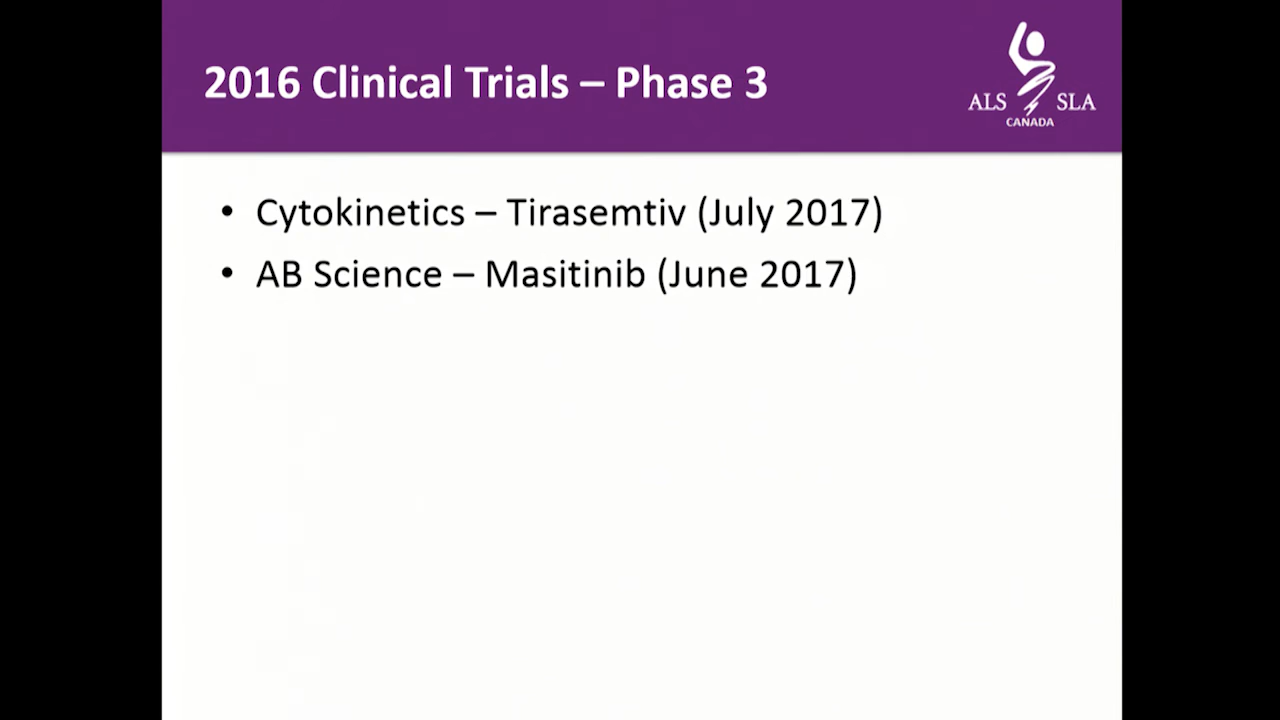 2016 Clinical Trials – Phase 3
ALS SLA
CANADA
• Cytokinetics – Tirasemtiv (July 2017)
• AB Science – Masitinib (June 2017)